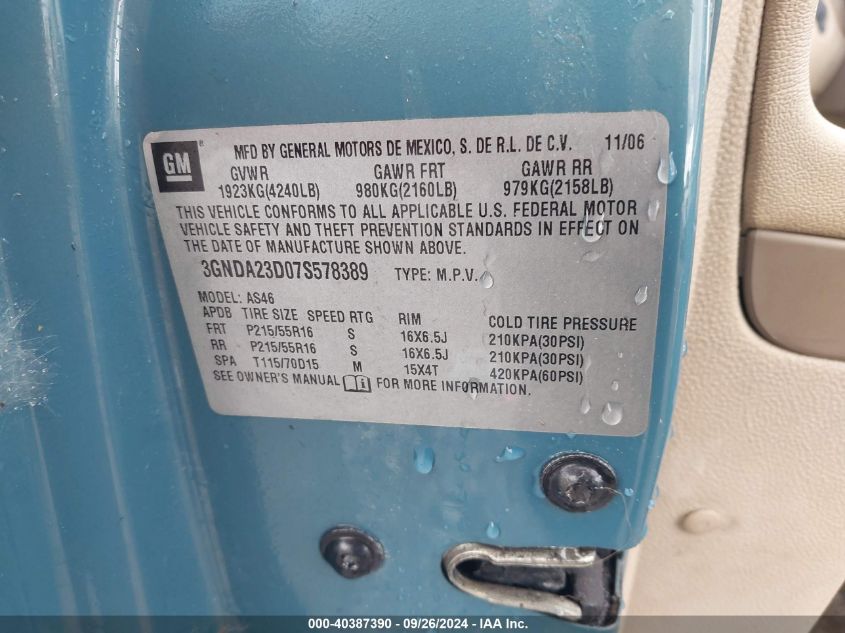 GM ® MFD BY GENERAL MOTORS DE MEXICO, S. DE R.L. DE C.V. 11/06
GVWR GAWR FRT GAWR RR
1923KG(4240LB) 980KG(2160LB) 979KG(2158LB)
THIS VEHICLE CONFORMS TO ALL APPLICABLE U.S. FEDERAL MOTOR
VEHICLE SAFETY AND THEFT PREVENTION STANDARDS IN EFFECT ON
THE DATE OF MANUFACTURE SHOWN ABOVE.
3GNDA23D07S578389 TYPE: M.P.V.
MODEL: AS46
APDB TIRE SIZE SPEED RTG RIM COLD TIRE PRESSURE
FRT P215/55R16 S 16X6.5J 210KPA(30PSI)
RR P215/55R16 S 16X6.5J 210KPA(30PSI)
SPA T115/70D15 M 15X4T 420KPA(60PSI)
SEE OWNER'S MANUAL FOR MORE INFORMATION.
000-40387390 - 09/26/2024 - IAA Inc.